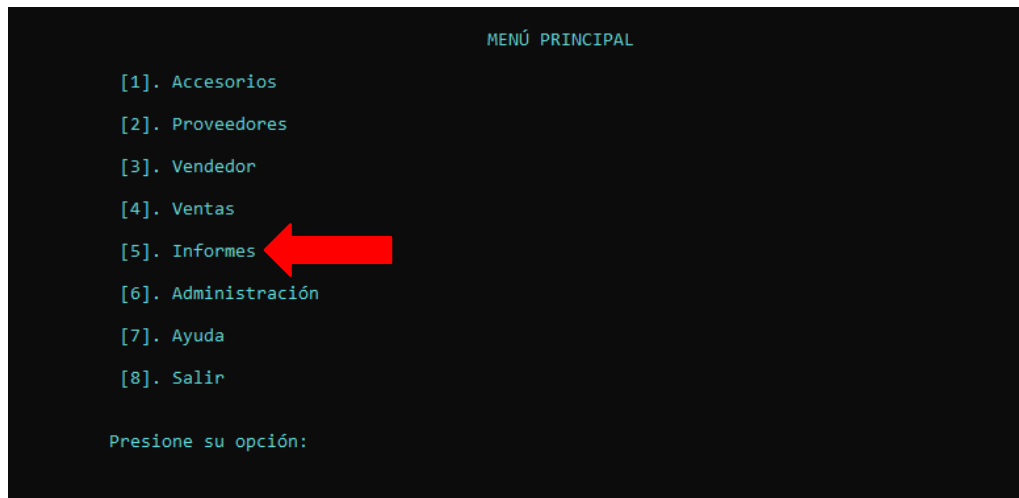 MENÚ PRINCIPAL
[1]. Accesorios
[2]. Proveedores
[3]. Vendedor
[4]. Ventas
[5]. Informes
[6]. Administración
[7]. Ayuda
[8]. Salir
Presione su opción: